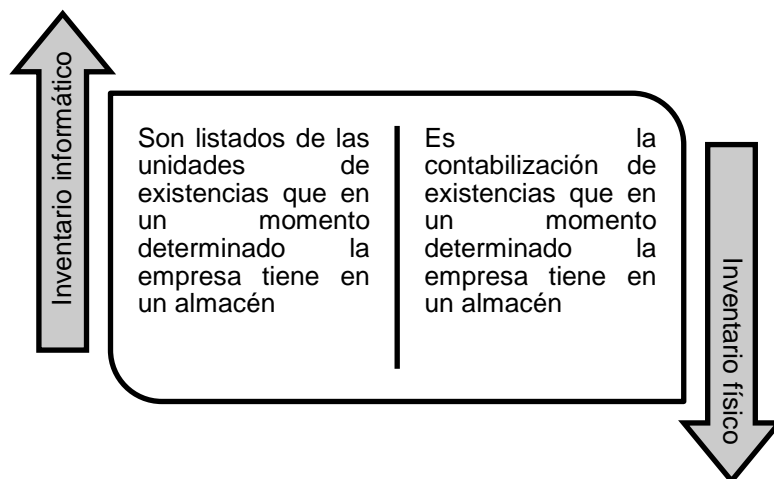 Inventario informático
Son listados de las
unidades de
existencias que en
un momento
determinado la
empresa tiene en
un almacén
Es la
contabilización de
existencias que en
un momento
determinado la
empresa tiene en
un almacén
Inventario físico